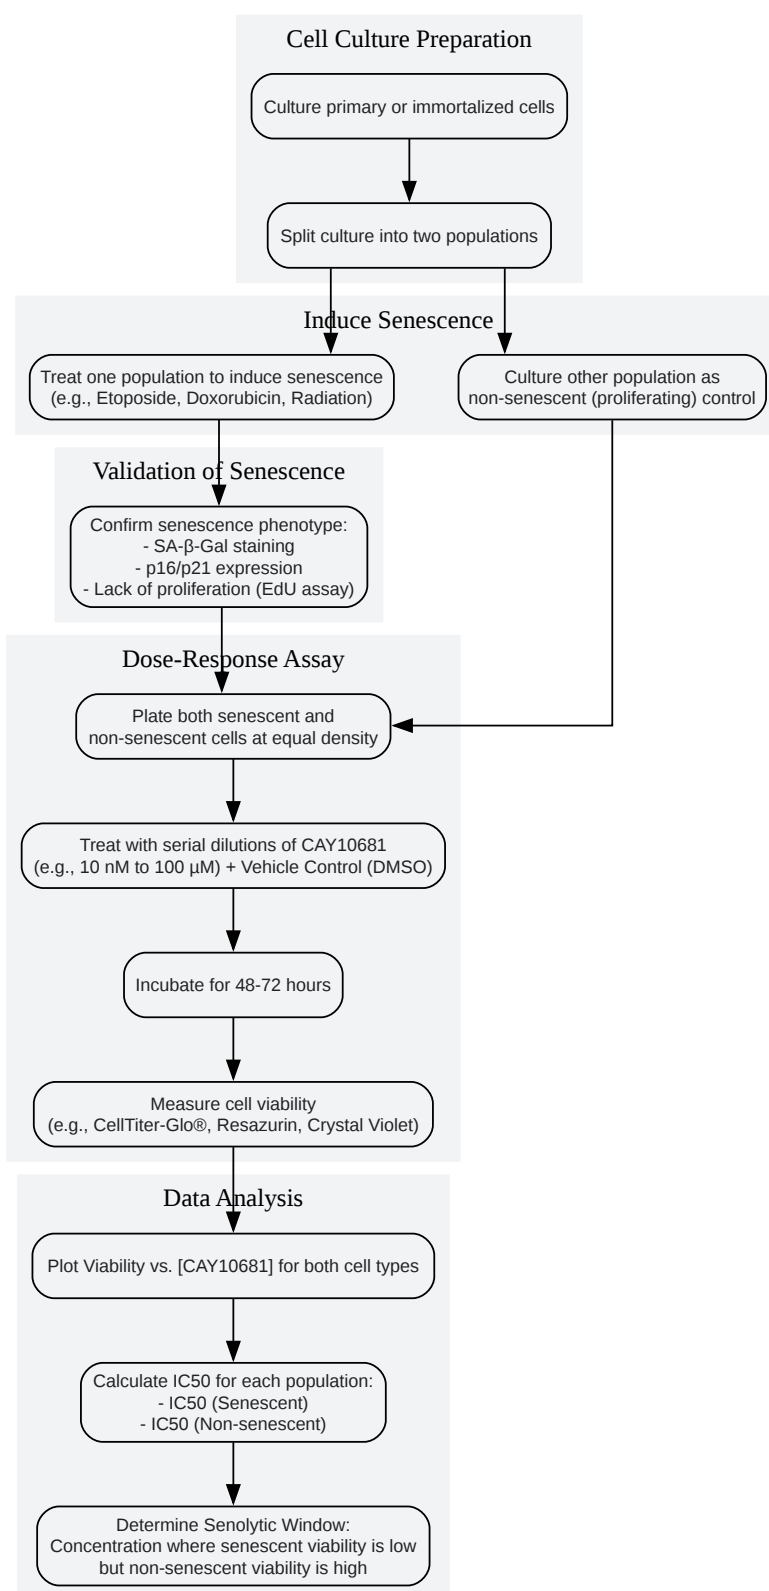 Cell Culture Preparation
Culture primary or immortalized cells
Split culture into two populations
Induce Senescence
Treat one population to induce senescence
(e.g., Etoposide, Doxorubicin, Radiation)
Culture other population as
non-senescent (proliferating) control
Validation of Senescence
Confirm senescence phenotype:
- SA-β-Gal staining
- p16/p21 expression
- Lack of proliferation (EdU assay)
Dose-Response Assay
Plate both senescent and
non-senescent cells at equal density
Treat with serial dilutions of CAY10681
(e.g., 10 nM to 100 µM) + Vehicle Control (DMSO)
Incubate for 48-72 hours
Measure cell viability
(e.g., CellTiter-Glo®, Resazurin, Crystal Violet)
Data Analysis
Plot Viability vs. [CAY10681] for both cell types
Calculate IC50 for each population:
- IC50 (Senescent)
- IC50 (Non-senescent)
Determine Senolytic Window:
Concentration where senescent viability is low
but non-senescent viability is high